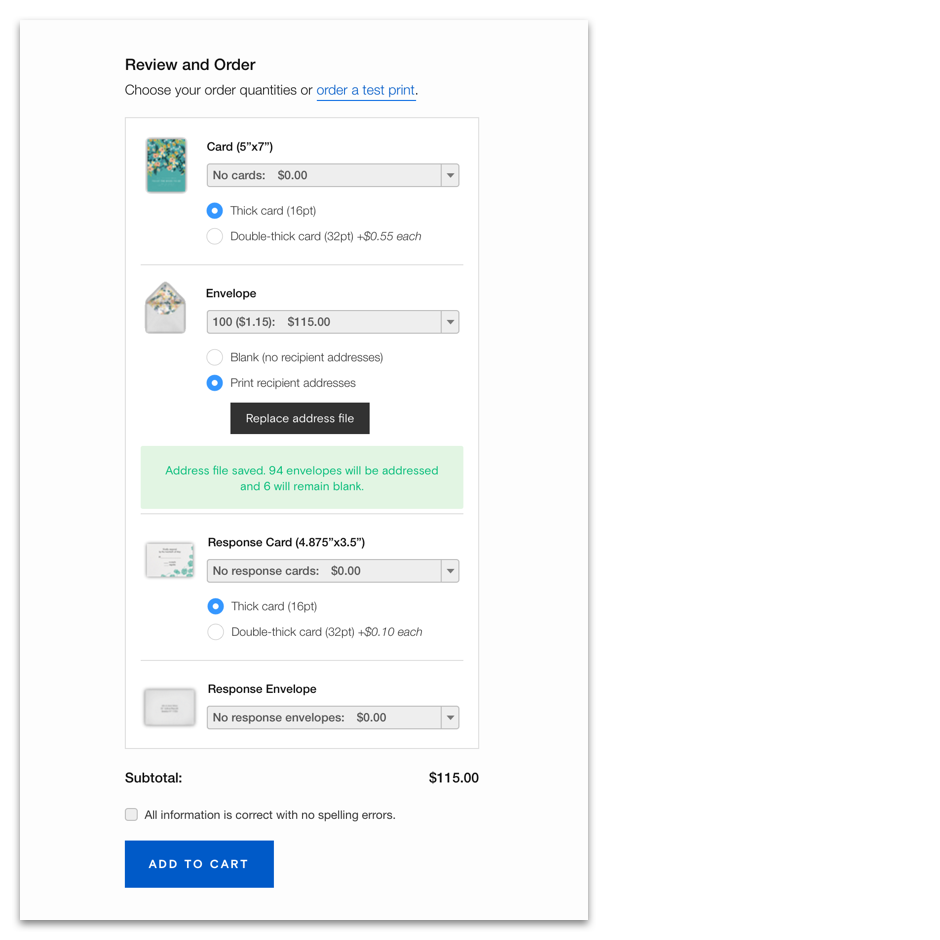 Review and Order
Choose your order quantities or order a test print.
Card (5”x7”)
No cards: $0.00
Thick card (16pt)
Double-thick card (32pt) +$0.55 each
Envelope
100 ($1.15): $115.00
Blank (no recipient addresses)
Print recipient addresses
Replace address file
Address file saved. 94 envelopes will be addressed
and 6 will remain blank.
Response Card (4.875”x3.5”)
No response cards: $0.00
Thick card (16pt)
Double-thick card (32pt) +$0.10 each
Response Envelope
No response envelopes: $0.00
Subtotal: $115.00
All information is correct with no spelling errors.
ADD TO CART